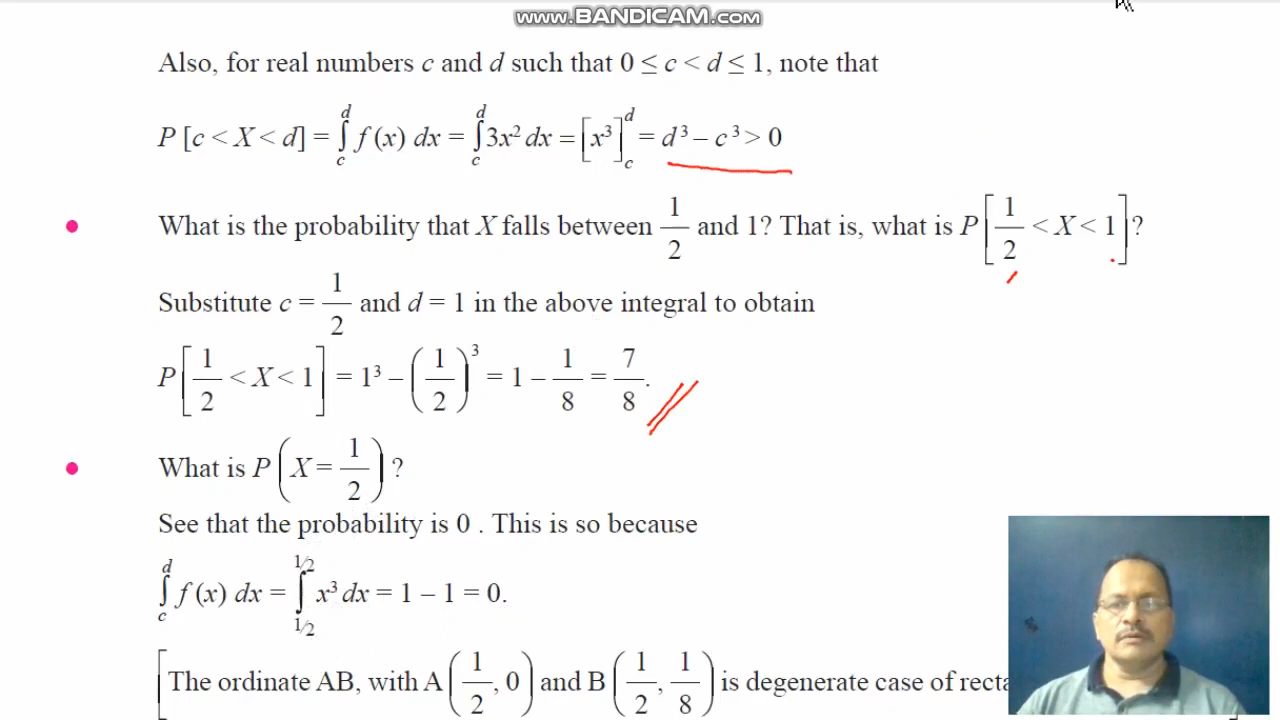 www.BANDICAM.com
Also, for real numbers c and d such that 0 ≤ c < d ≤ 1, note that
P [c < X < d] = ∫_c^d f (x) dx = ∫_c^d 3x² dx = [x³]_c^d = d³ – c³ > 0
What is the probability that X falls between 1/2 and 1? That is, what is P[1/2 < X < 1]?
Substitute c = 1/2 and d = 1 in the above integral to obtain
P[1/2 < X < 1] = 1³ – (1/2)³ = 1 – 1/8 = 7/8.
What is P(X = 1/2) ?
See that the probability is 0 . This is so because
∫_c^d f (x) dx = ∫_{1/2}^{1/2} x³ dx = 1 – 1 = 0.
[The ordinate AB, with A(1/2, 0) and B(1/2, 1/8) is degenerate case of